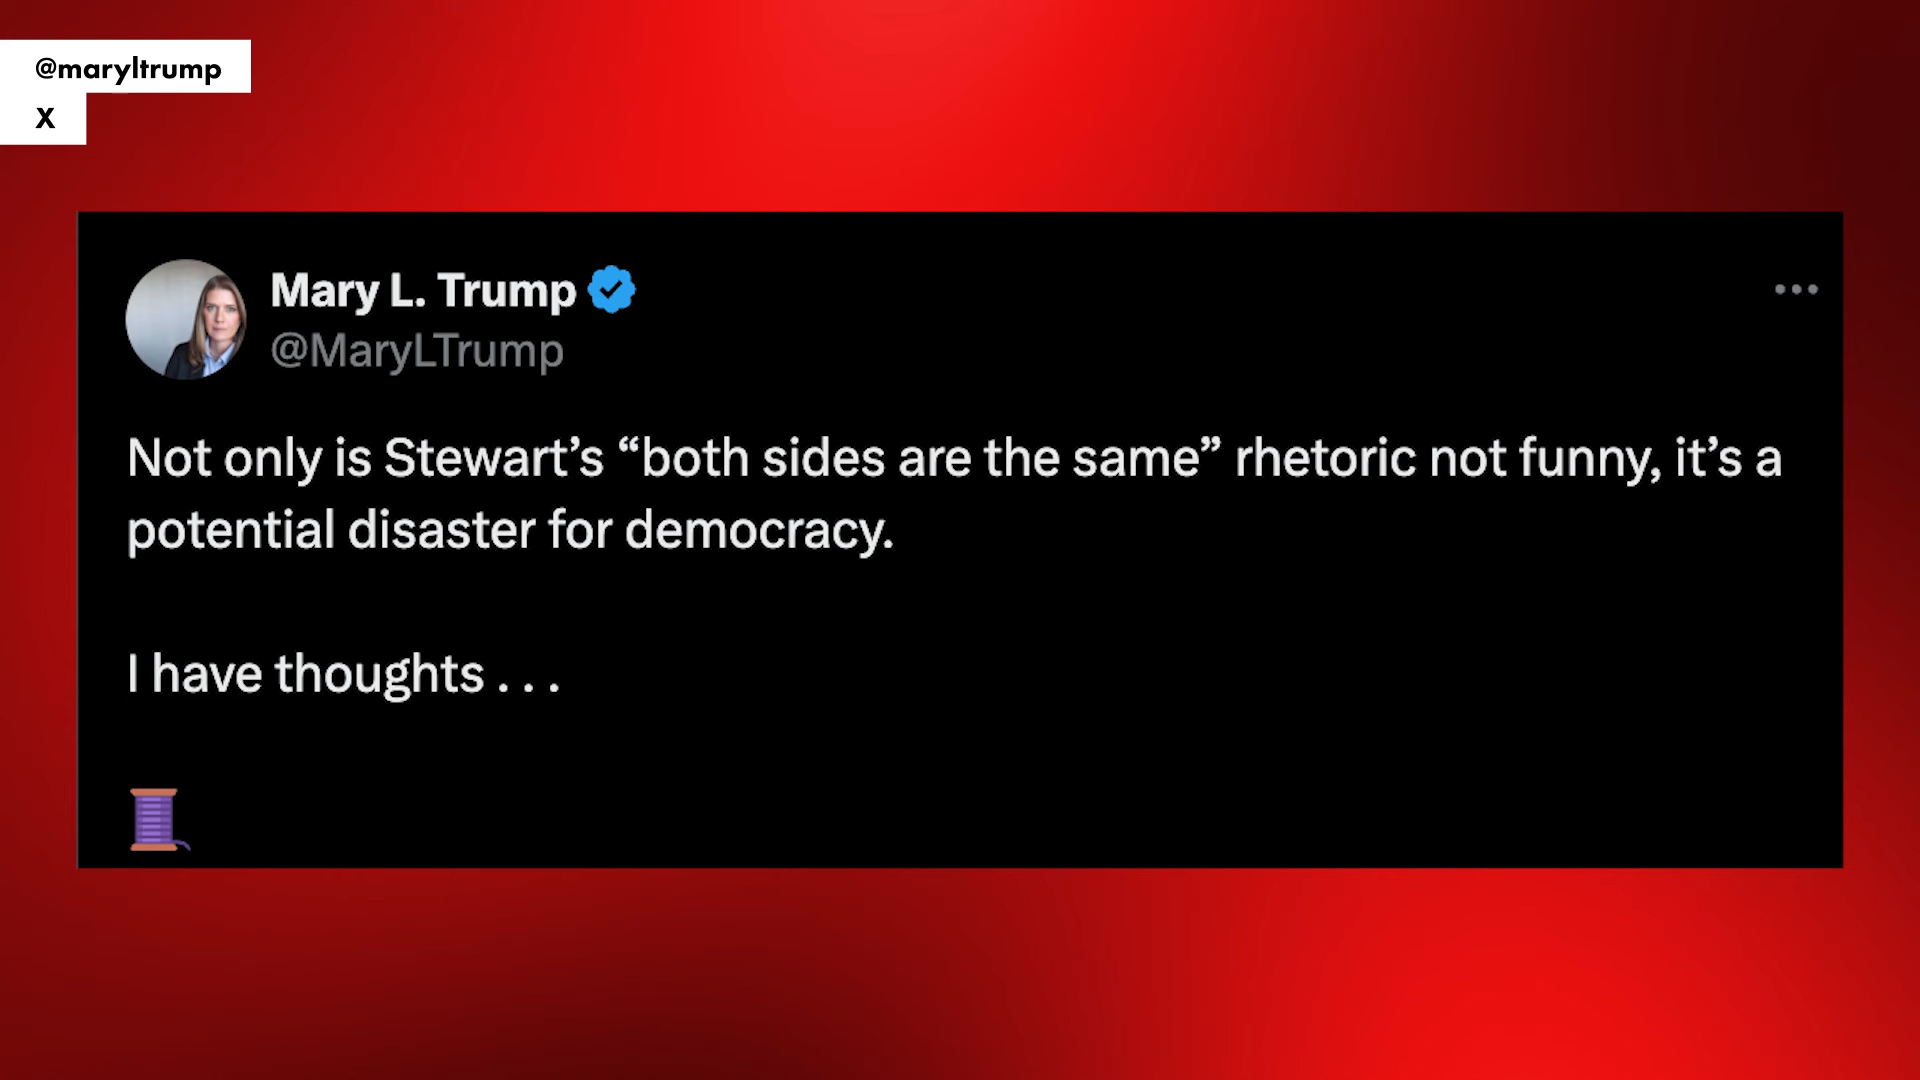 @maryltrump
X
Mary L. Trump
@MaryLTrump
Not only is Stewart’s “both sides are the same” rhetoric not funny, it’s a
potential disaster for democracy.
I have thoughts . . .